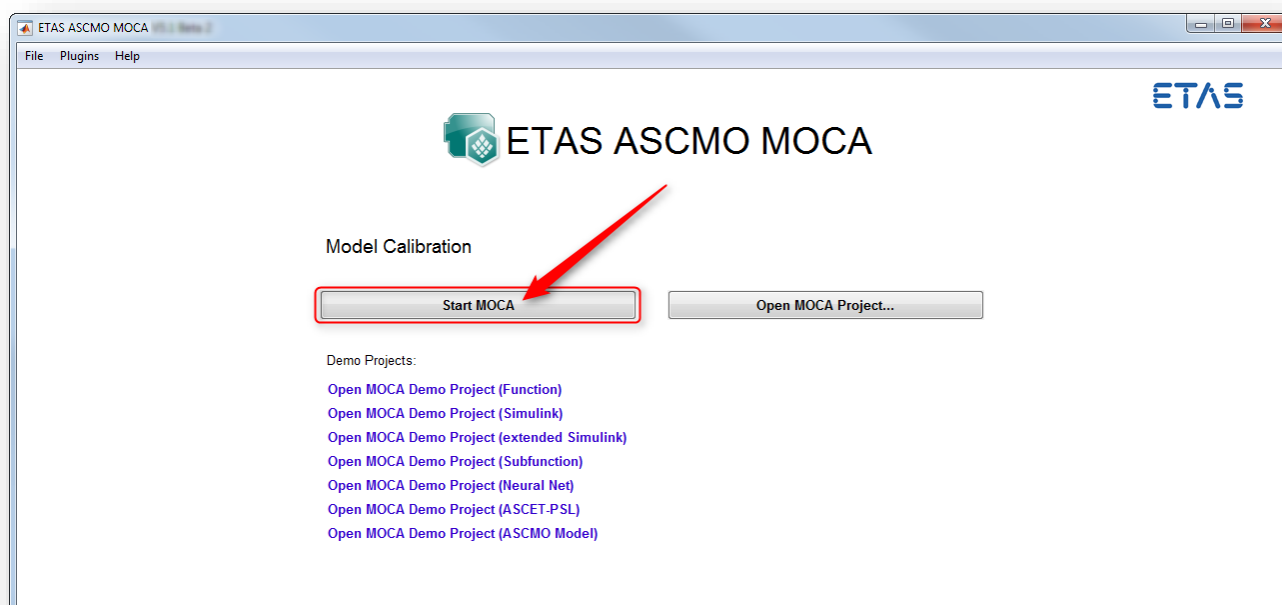 ETAS ASCMO MOCA
File Plugins Help
ETAS
ETAS ASCMO MOCA
Model Calibration
Start MOCA
Open MOCA Project...
Demo Projects:
Open MOCA Demo Project (Function)
Open MOCA Demo Project (Simulink)
Open MOCA Demo Project (extended Simulink)
Open MOCA Demo Project (Subfunction)
Open MOCA Demo Project (Neural Net)
Open MOCA Demo Project (ASCET-PSL)
Open MOCA Demo Project (ASCMO Model)